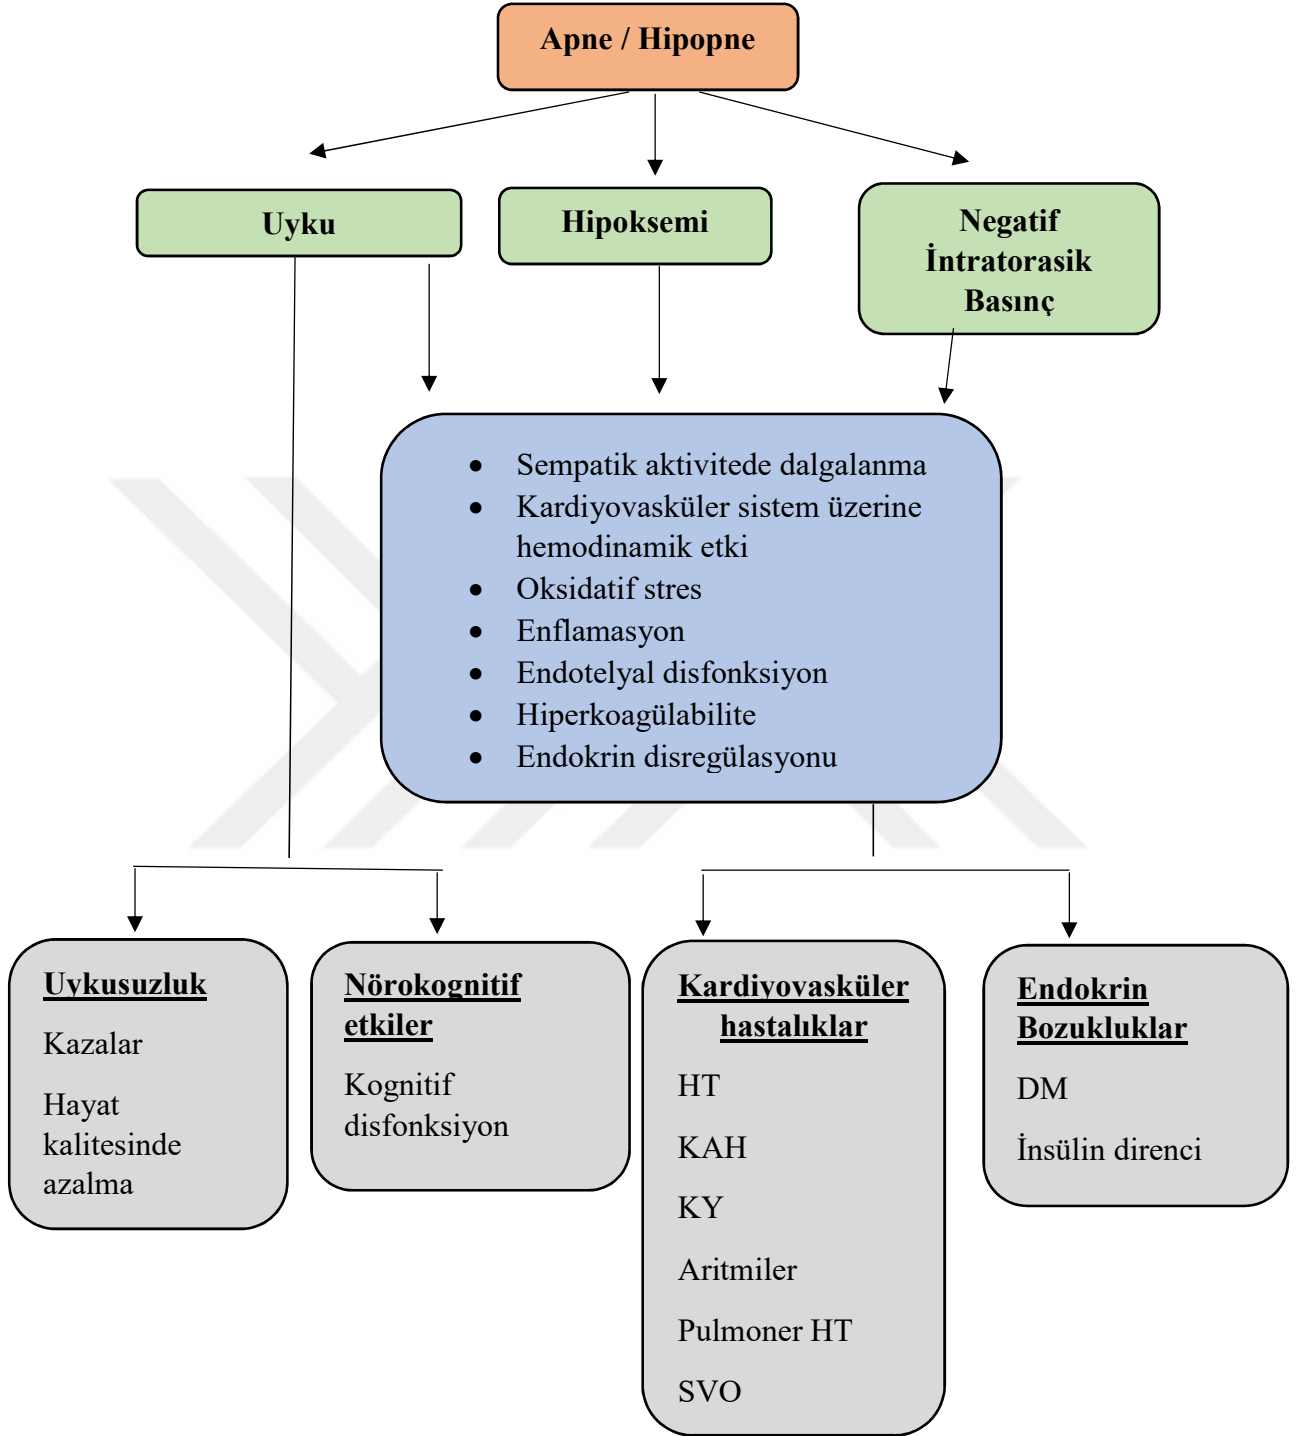 Apne / Hipopne
Uyku
Hipoksemi
Negatif
İntratorasik
Basınç
• Sempatik aktivitede dalgalanma
• Kardiyovasküler sistem üzerine
hemodinamik etki
• Oksidatif stres
• Enflamasyon
• Endotelyal disfonksiyon
• Hiperkoagülabilite
• Endokrin disregülasyonu
Uykusuzluk
Kazalar
Hayat
kalitesinde
azalma
Nörokognitif
etkiler
Kognitif
disfonksiyon
Kardiyovasküler
hastalıklar
HT
KAH
KY
Aritmiler
Pulmoner HT
SVO
Endokrin
Bozukluklar
DM
İnsülin direnci